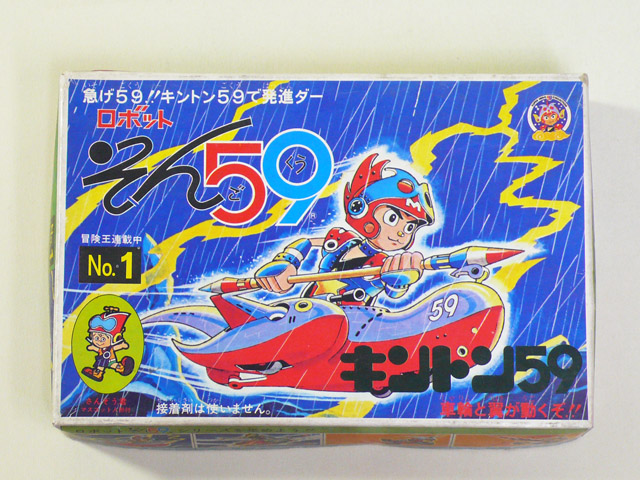 急げ59!!キントン59で発進ダー
ロボット
そん59
ご くう
®
冒険王連載中
No.1
59
キントン59
接着剤は使いません。
車輪と翼が動くぞ!!